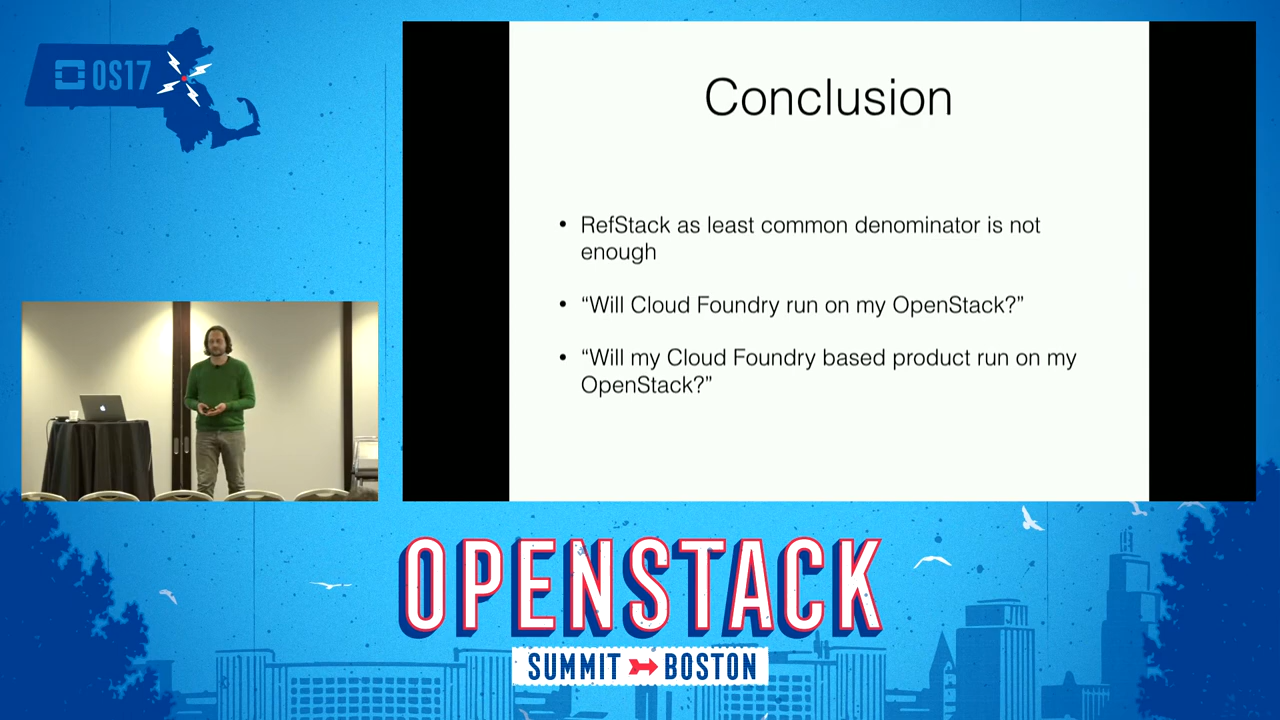 OS17
Conclusion
• RefStack as least common denominator is not
enough
• “Will Cloud Foundry run on my OpenStack?”
• “Will my Cloud Foundry based product run on my
OpenStack?”
OPENSTACK
SUMMIT BOSTON